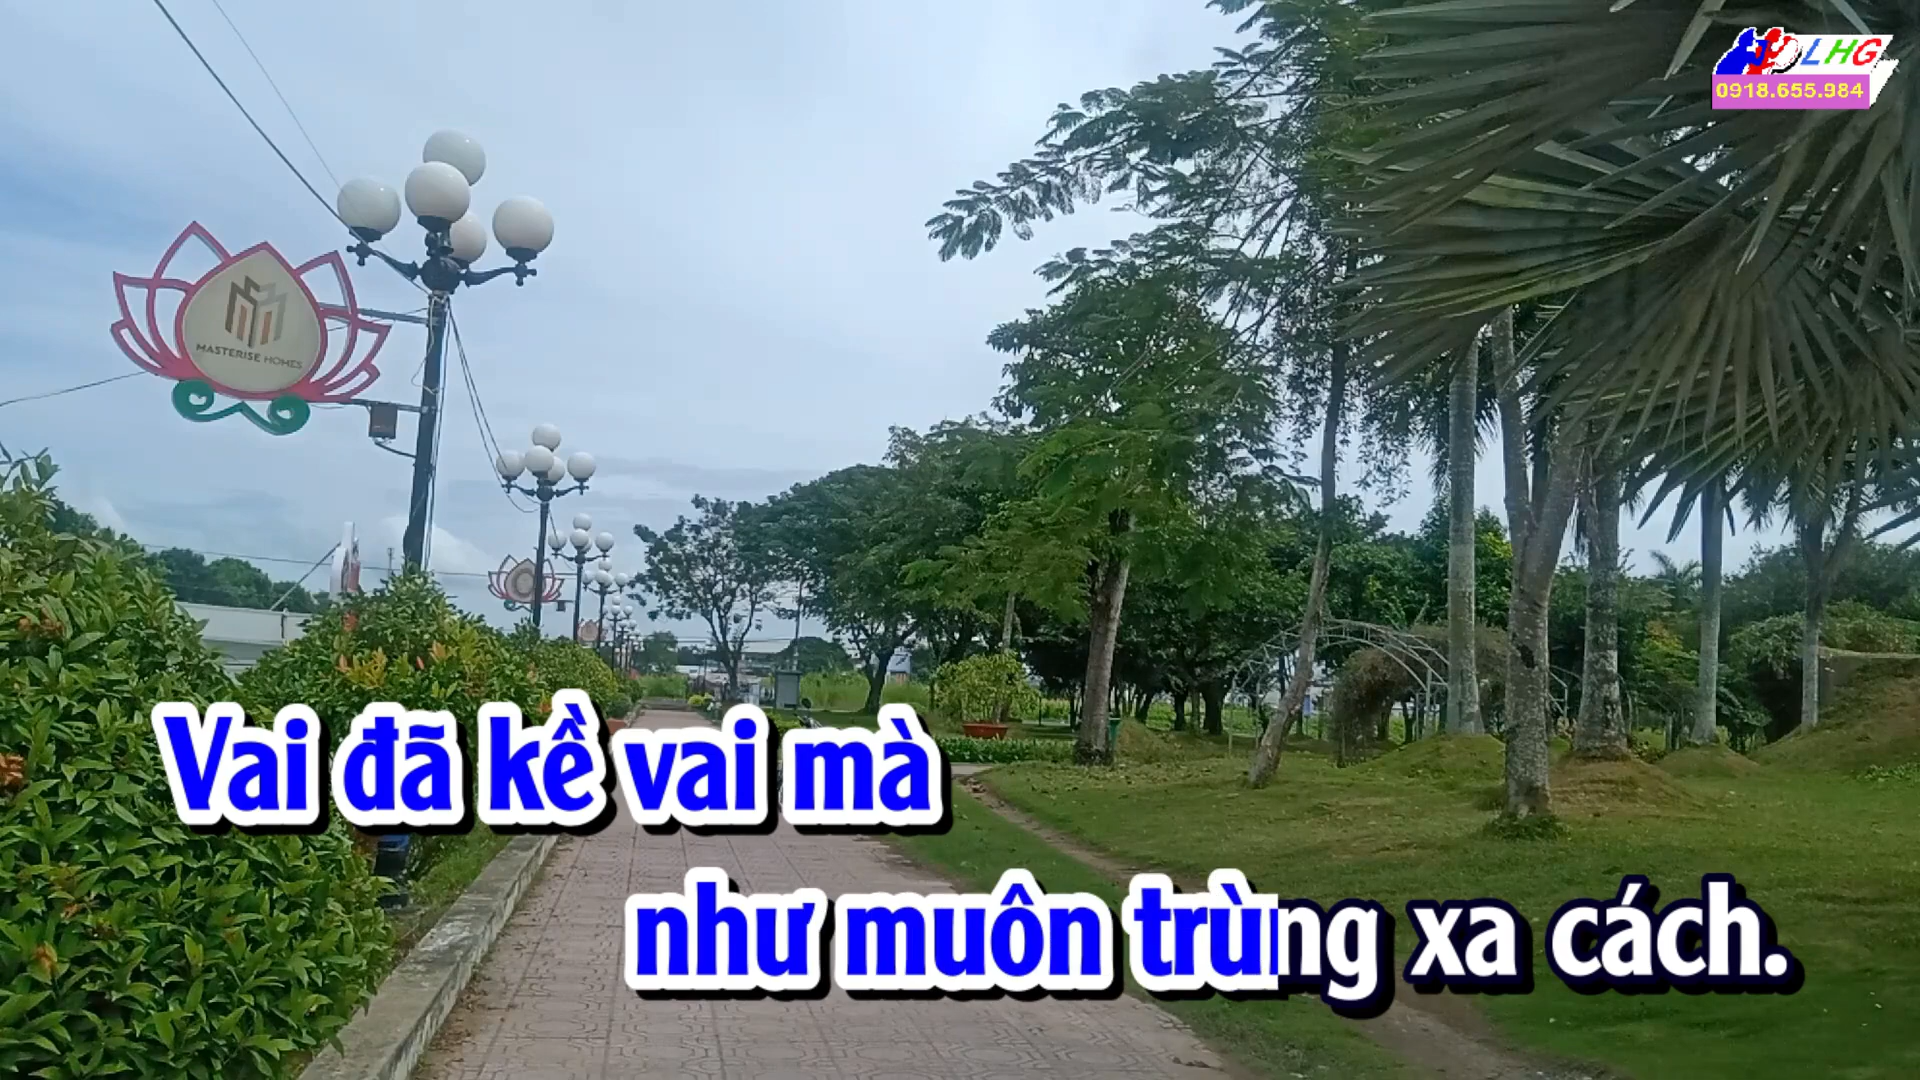 LHG
0918.655.984
MASTERISE HOMES
Vai đã kề vai mà
như muôn trùng xa cách.